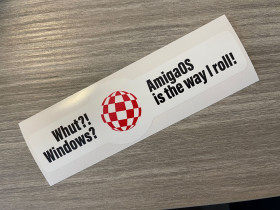 Whut?!
Windows?
AmigaOS
is the way I roll!